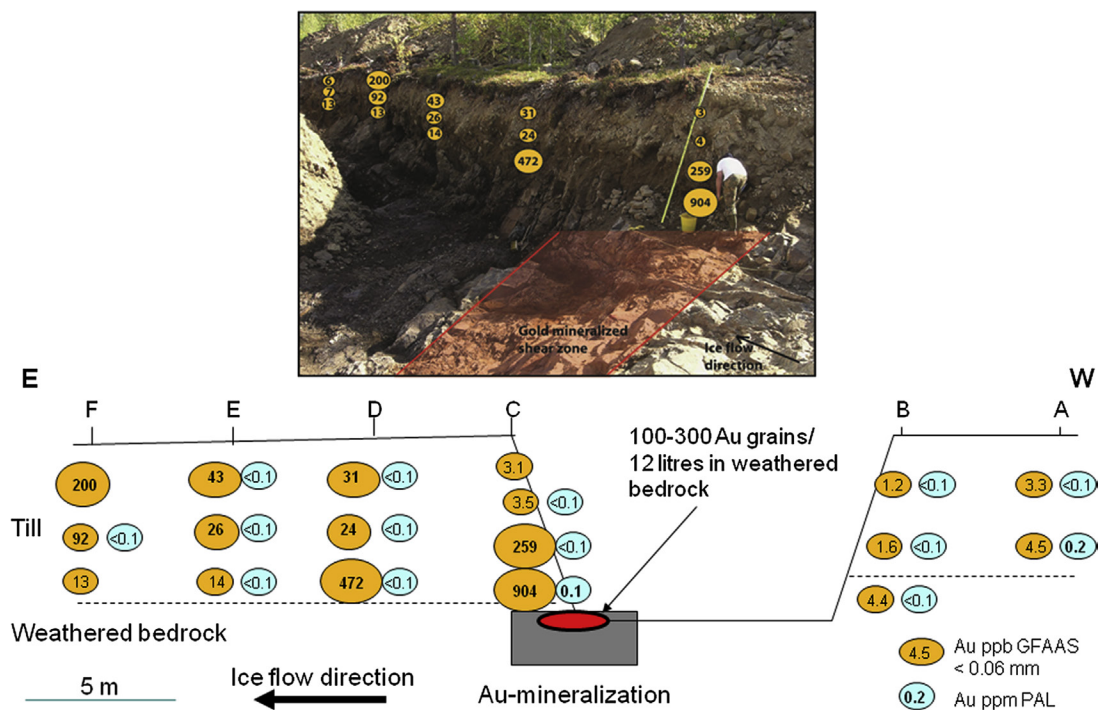 6
7
13
200
92
13
43
26
14
31
24
472
3
4
259
904
Gold mineralized
shear zone
Ice flow
direction
E
W
F
E
D
C
B
A
100-300 Au grains/
12 litres in weathered
bedrock
200
43
<0.1
31
<0.1
3.1
1.2
<0.1
3.3
<0.1
Till
92
<0.1
26
<0.1
24
<0.1
3.5
<0.1
259
<0.1
1.6
<0.1
4.5
0.2
13
14
<0.1
472
<0.1
904
0.1
4.4
<0.1
Weathered bedrock
5 m
Ice flow direction
Au-mineralization
4.5
Au ppb GFAAS
< 0.06 mm
0.2
Au ppm PAL